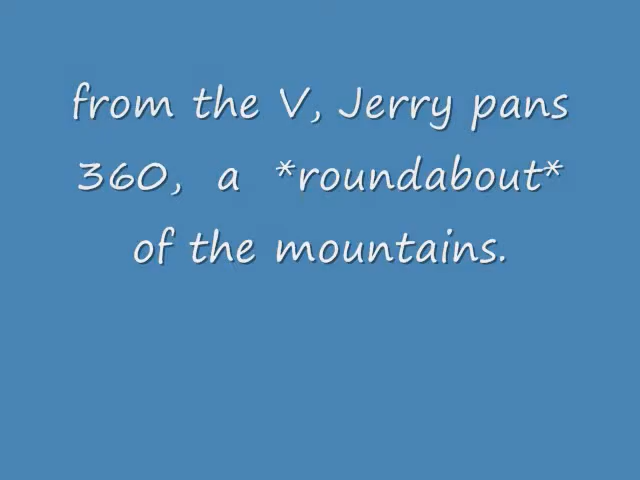 from the V, Jerry pans
360, a *roundabout*
of the mountains.